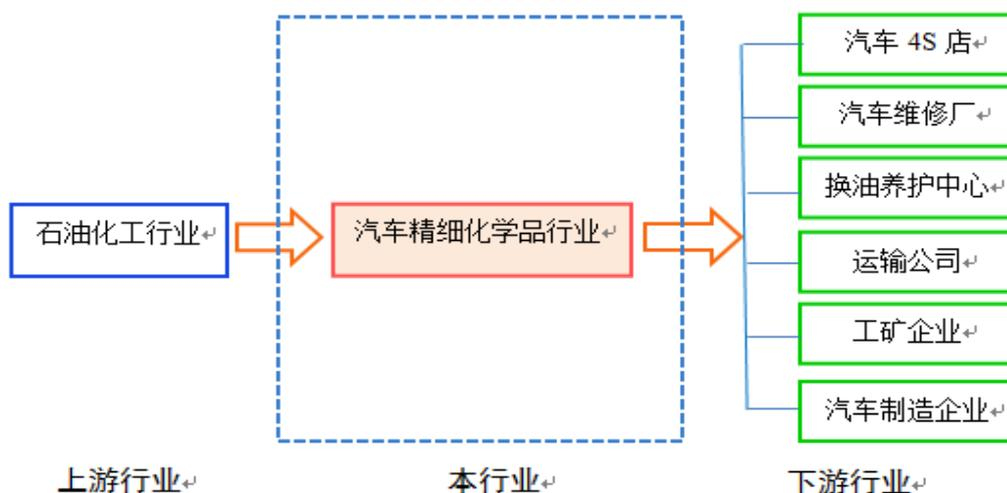 汽车 4S 店
汽车维修厂
换油养护中心
石油化工行业
汽车精细化学品行业
运输公司
工矿企业
汽车制造企业
上游行业
本行业
下游行业